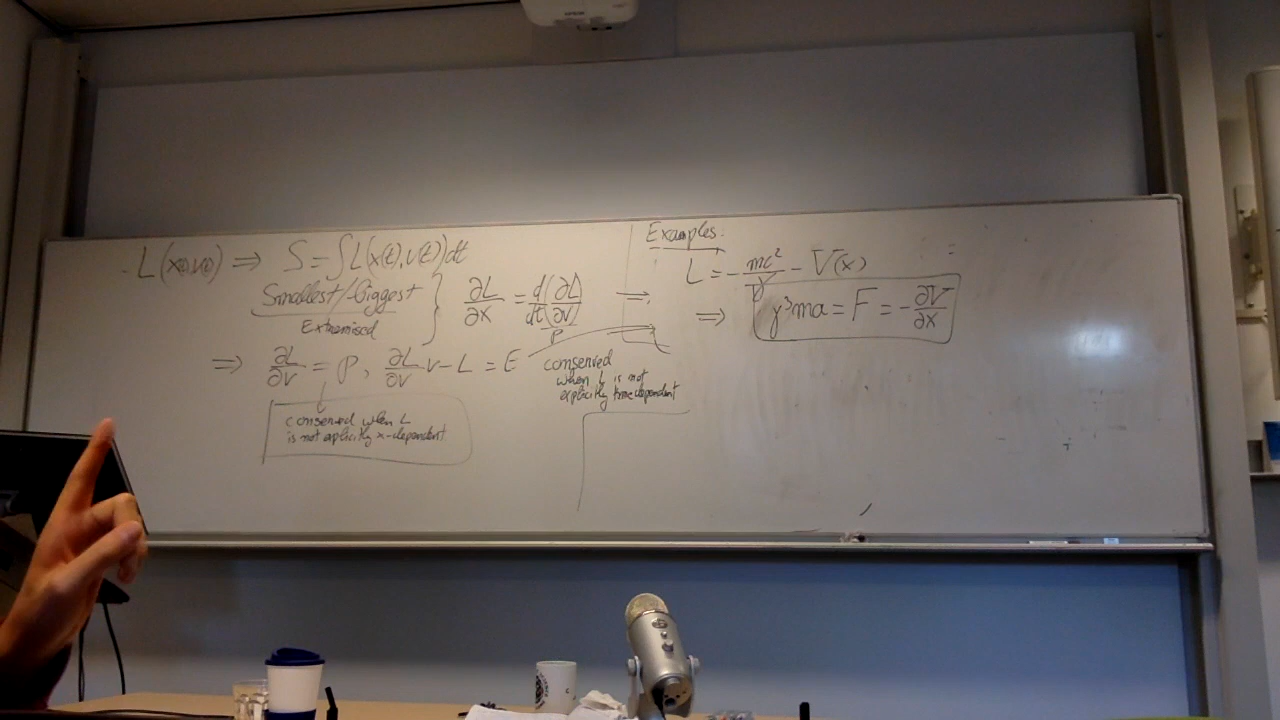 L(x(t),v(t)) ⇒ S = ∫L(x(t),v(t))dt
Smallest/Biggest
Extremised
∂L/∂x = d/dt(∂L/∂v)
P
⇒ ∂L/∂v = P, ∂L/∂v v - L = E
conserved
when L is not
explicitly time dependent
conserved when L
is not explicitly x-dependent
Examples:
L = -mc²/γ - V(x)
⇒ γ³ma = F = -∂V/∂x
EPSON